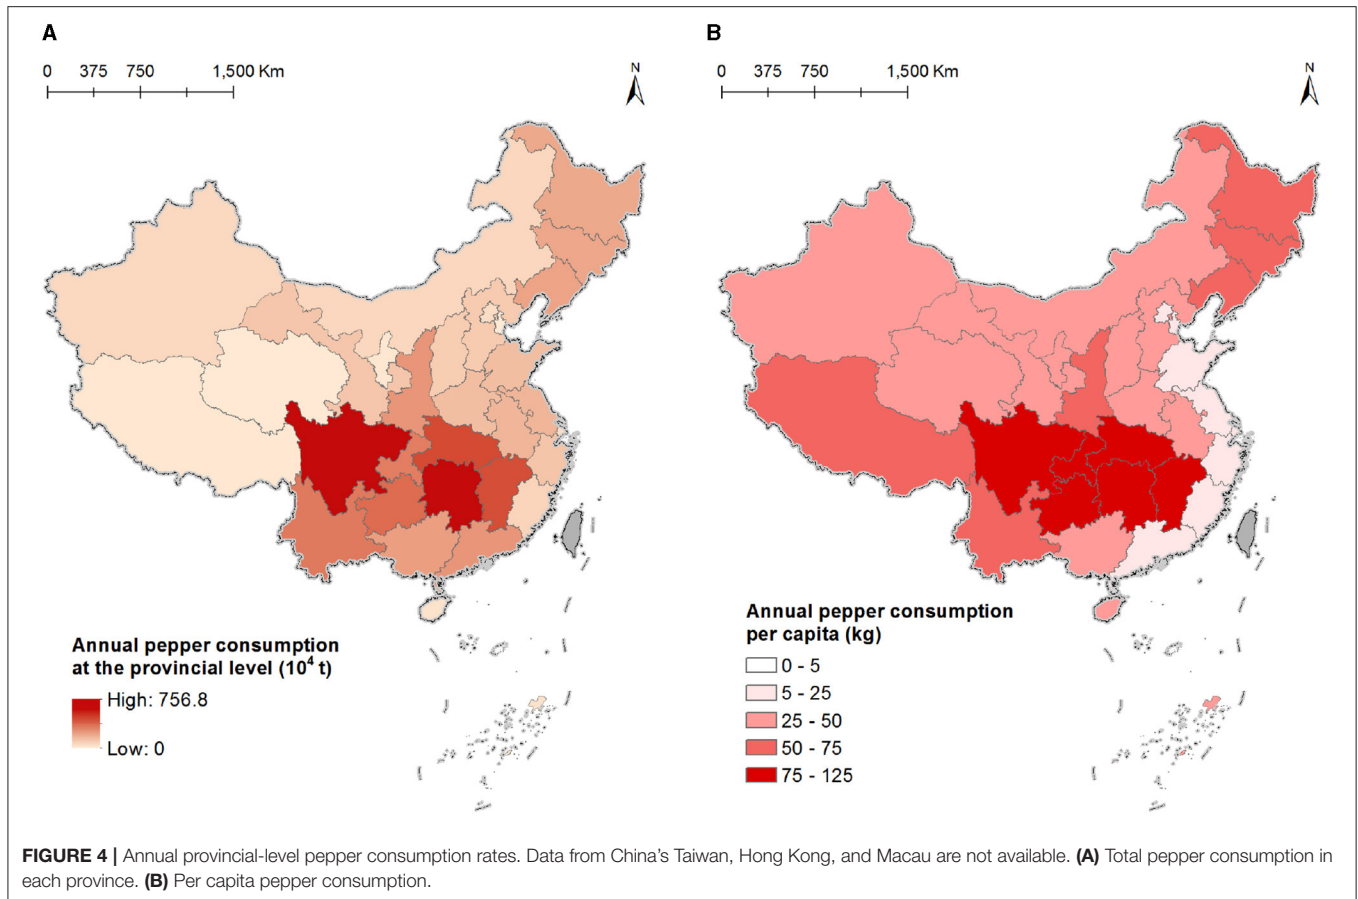 A
B
0 375 750 1,500 Km
N
0 375 750 1,500 Km
N
Annual pepper consumption
at the provincial level (10⁴ t)
High: 756.8
Low: 0
Annual pepper consumption
per capita (kg)
0 - 5
5 - 25
25 - 50
50 - 75
75 - 125
FIGURE 4 | Annual provincial-level pepper consumption rates. Data from China's Taiwan, Hong Kong, and Macau are not available. (A) Total pepper consumption in
each province. (B) Per capita pepper consumption.